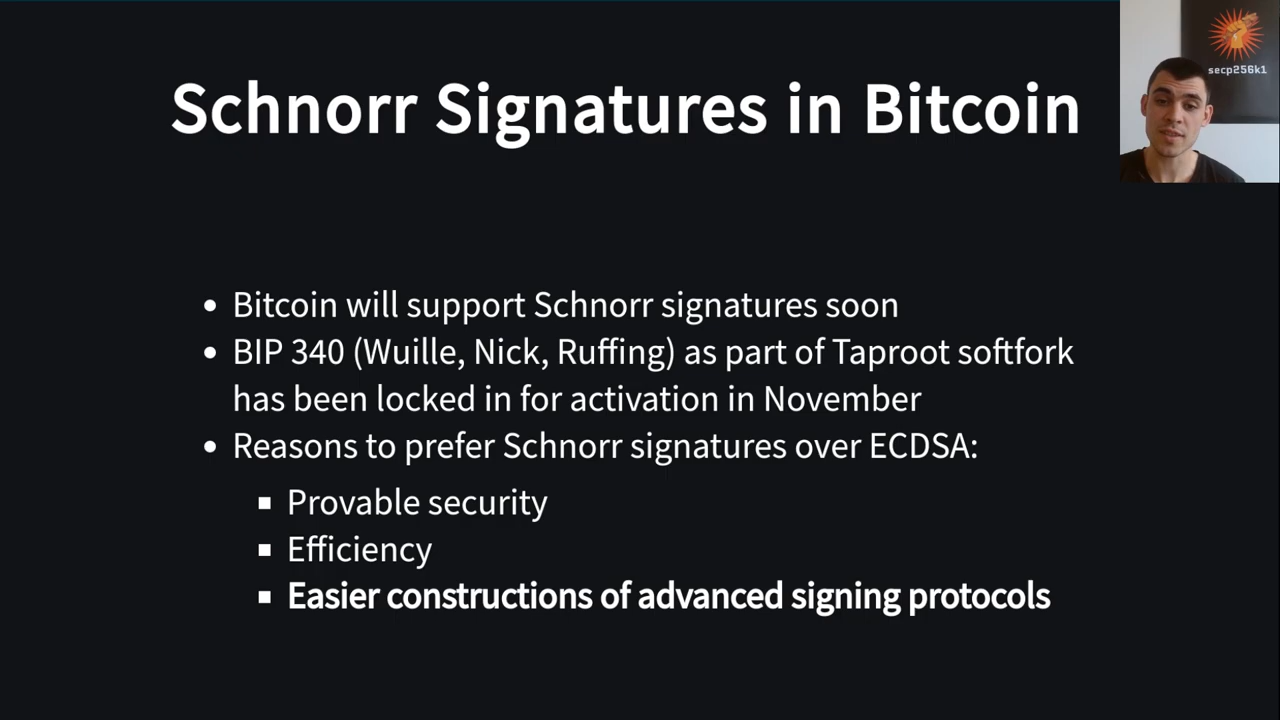 Schnorr Signatures in Bitcoin
secp256k1
• Bitcoin will support Schnorr signatures soon
• BIP 340 (Wuille, Nick, Ruffing) as part of Taproot softfork
has been locked in for activation in November
• Reasons to prefer Schnorr signatures over ECDSA:
▪ Provable security
▪ Efficiency
▪ Easier constructions of advanced signing protocols